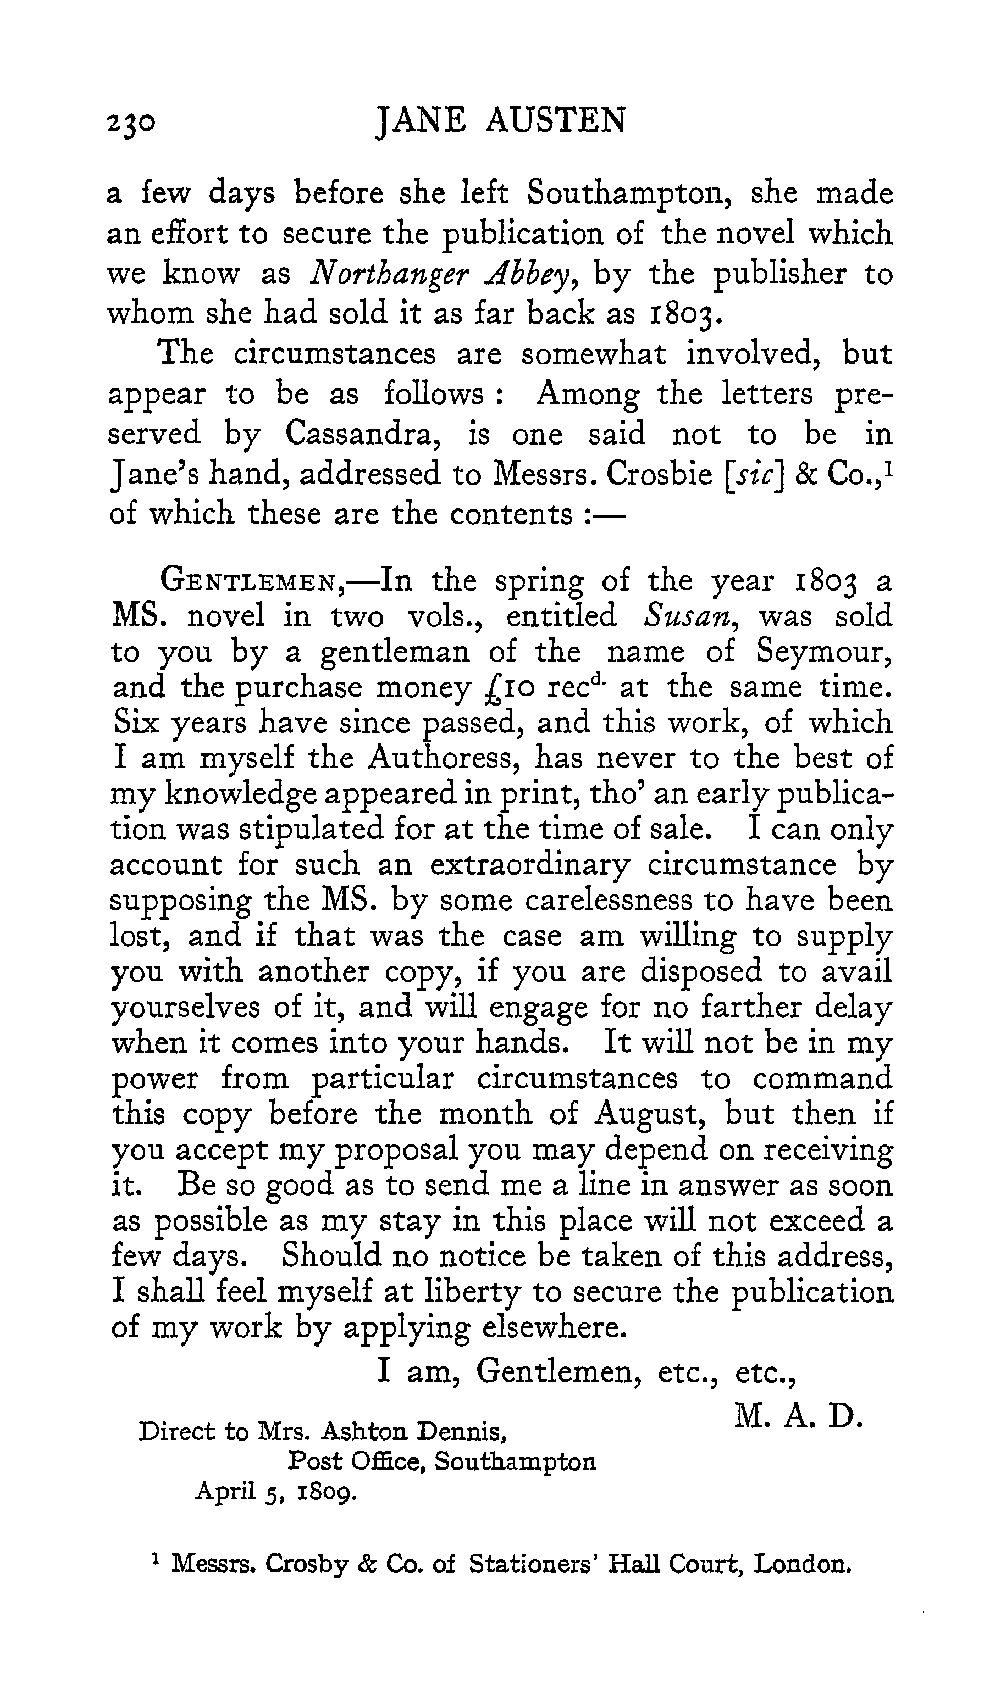 230 JANE AUSTEN
a few days before she left Southampton, she made
an effort to secure the publication of the novel which
we know as Northanger Abbey, by the publisher to
whom she had sold it as far back as 1803.
The circumstances are somewhat involved, but
appear to be as follows : Among the letters pre-
served by Cassandra, is one said not to be in
Jane's hand, addressed to Messrs. Crosbie [sic] & Co.,¹
of which these are the contents :—
GENTLEMEN,—In the spring of the year 1803 a
MS. novel in two vols., entitled Susan, was sold
to you by a gentleman of the name of Seymour,
and the purchase money £10 recᵈ· at the same time.
Six years have since passed, and this work, of which
I am myself the Authoress, has never to the best of
my knowledge appeared in print, tho' an early publica-
tion was stipulated for at the time of sale. I can only
account for such an extraordinary circumstance by
supposing the MS. by some carelessness to have been
lost, and if that was the case am willing to supply
you with another copy, if you are disposed to avail
yourselves of it, and will engage for no farther delay
when it comes into your hands. It will not be in my
power from particular circumstances to command
this copy before the month of August, but then if
you accept my proposal you may depend on receiving
it. Be so good as to send me a line in answer as soon
as possible as my stay in this place will not exceed a
few days. Should no notice be taken of this address,
I shall feel myself at liberty to secure the publication
of my work by applying elsewhere.
I am, Gentlemen, etc., etc.,
M. A. D.
Direct to Mrs. Ashton Dennis,
Post Office, Southampton
April 5, 1809.
¹ Messrs. Crosby & Co. of Stationers' Hall Court, London.